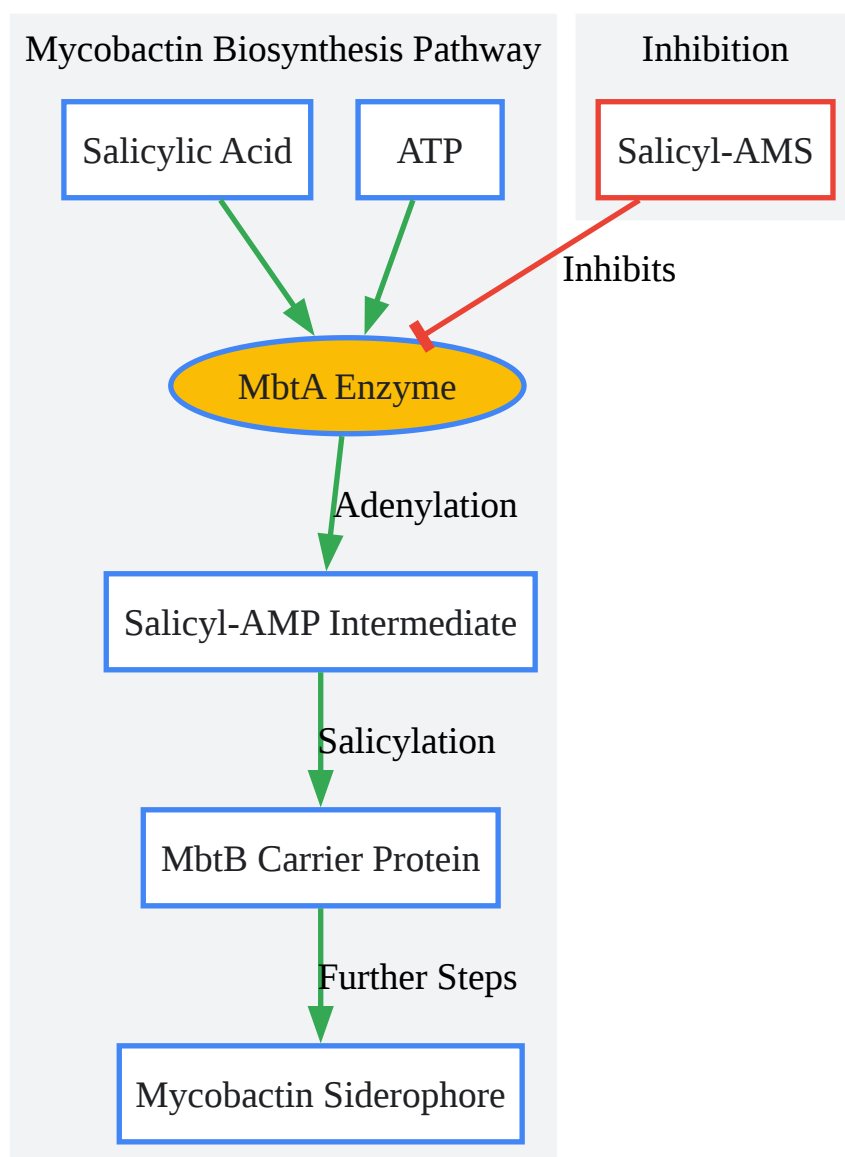 Mycobactin Biosynthesis Pathway
Inhibition
Salicylic Acid
ATP
Salicyl-AMS
Inhibits
MbtA Enzyme
Adenylation
Salicyl-AMP Intermediate
Salicylation
MbtB Carrier Protein
Further Steps
Mycobactin Siderophore